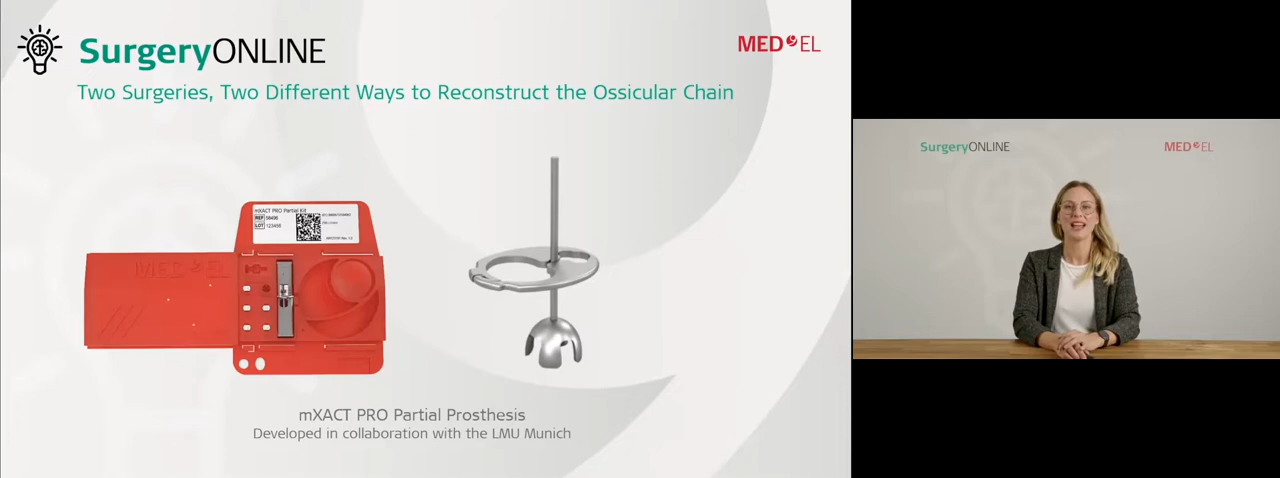 SurgeryONLINE
MED EL
Two Surgeries, Two Different Ways to Reconstruct the Ossicular Chain
mXACT PRO Partial Kit
REF 58496
LOT 123456
MED EL
mXACT PRO Partial Prosthesis
Developed in collaboration with the LMU Munich
SurgeryONLINE
MED EL